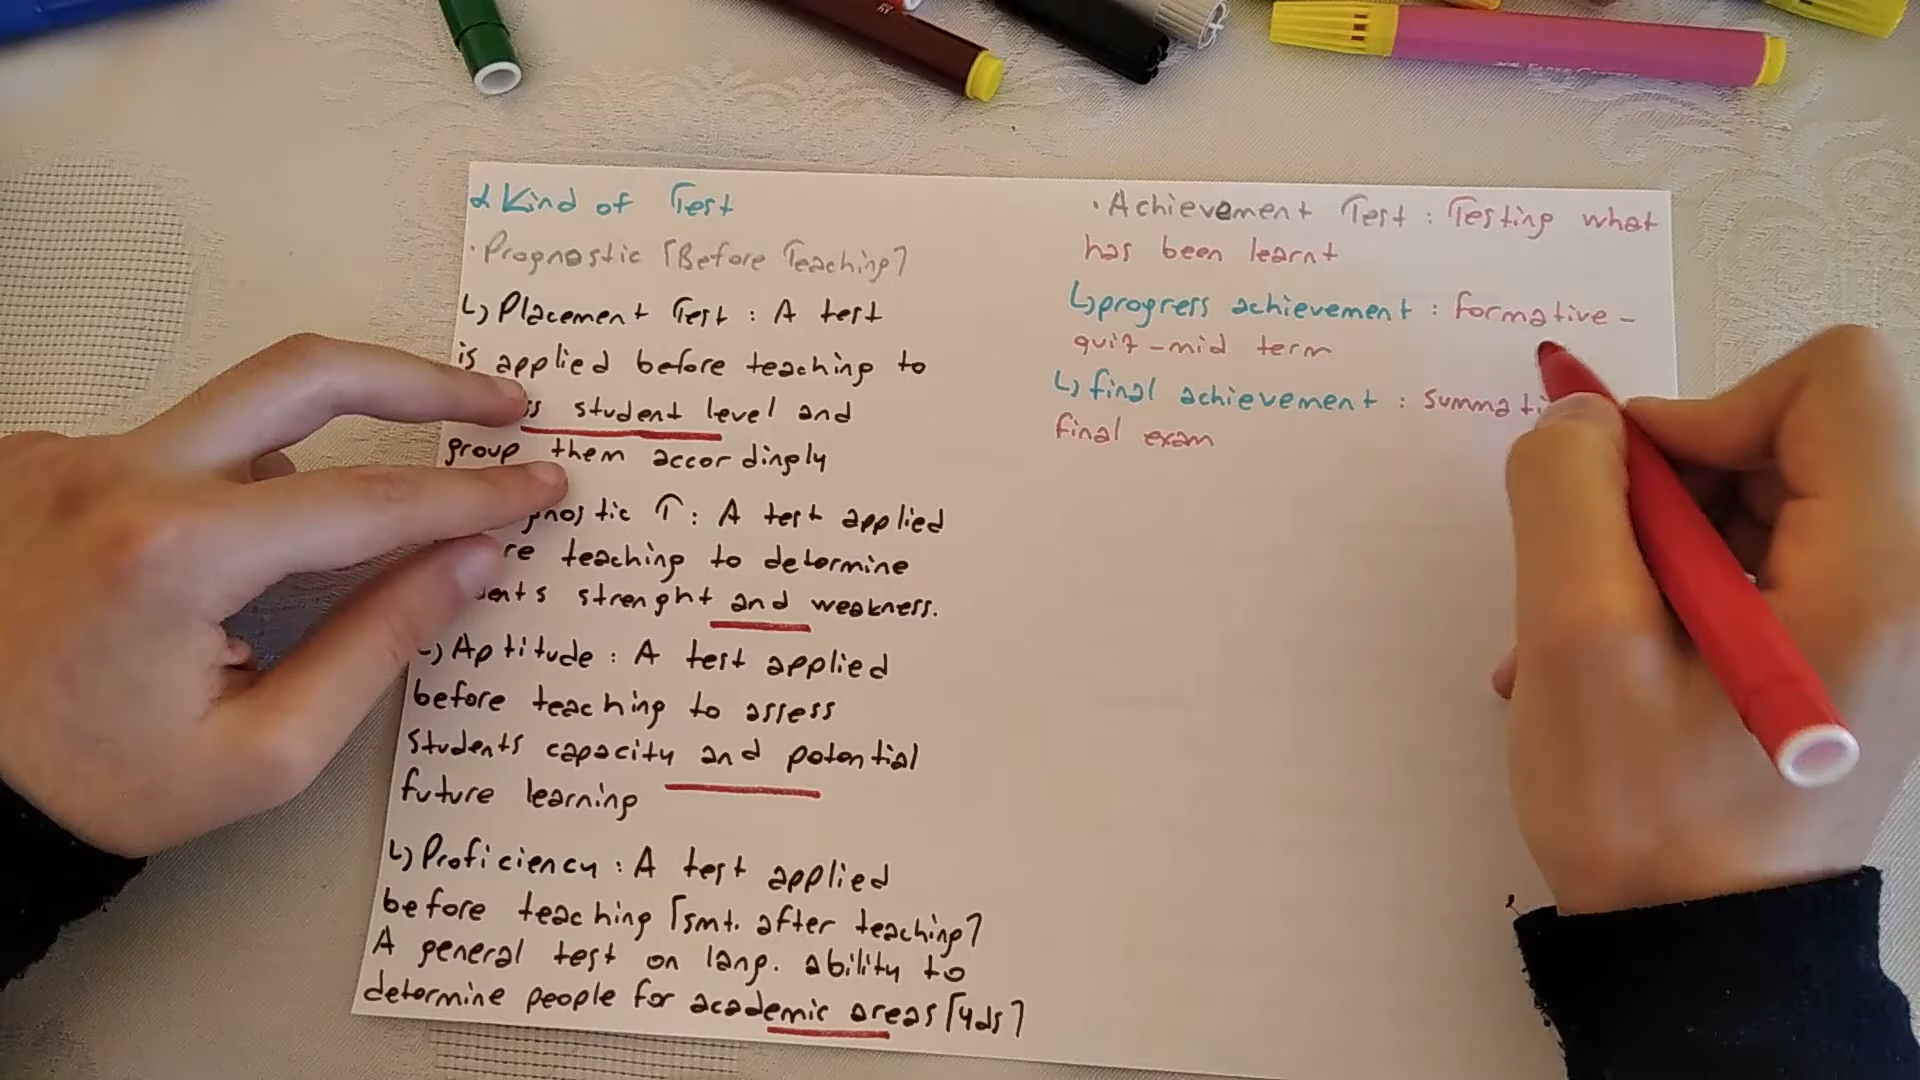 Kind of Test
· Prognostic [Before Teaching]
↳ Placement Test : A test
is applied before teaching to
student level and
group them accordingly
T : A test applied
teaching to determine
strenght and weakness.
Aptitude : A test applied
before teaching to assess
students capacity and potential
future learning
↳ Proficiency : A test applied
before teaching [smt. after teaching]
A general test on lang. ability to
determine people for academic areas [yds]
· Achievement Test : Testing what
has been learnt
↳ progress achievement : formative -
quiz - mid term
↳ final achievement :
final exam